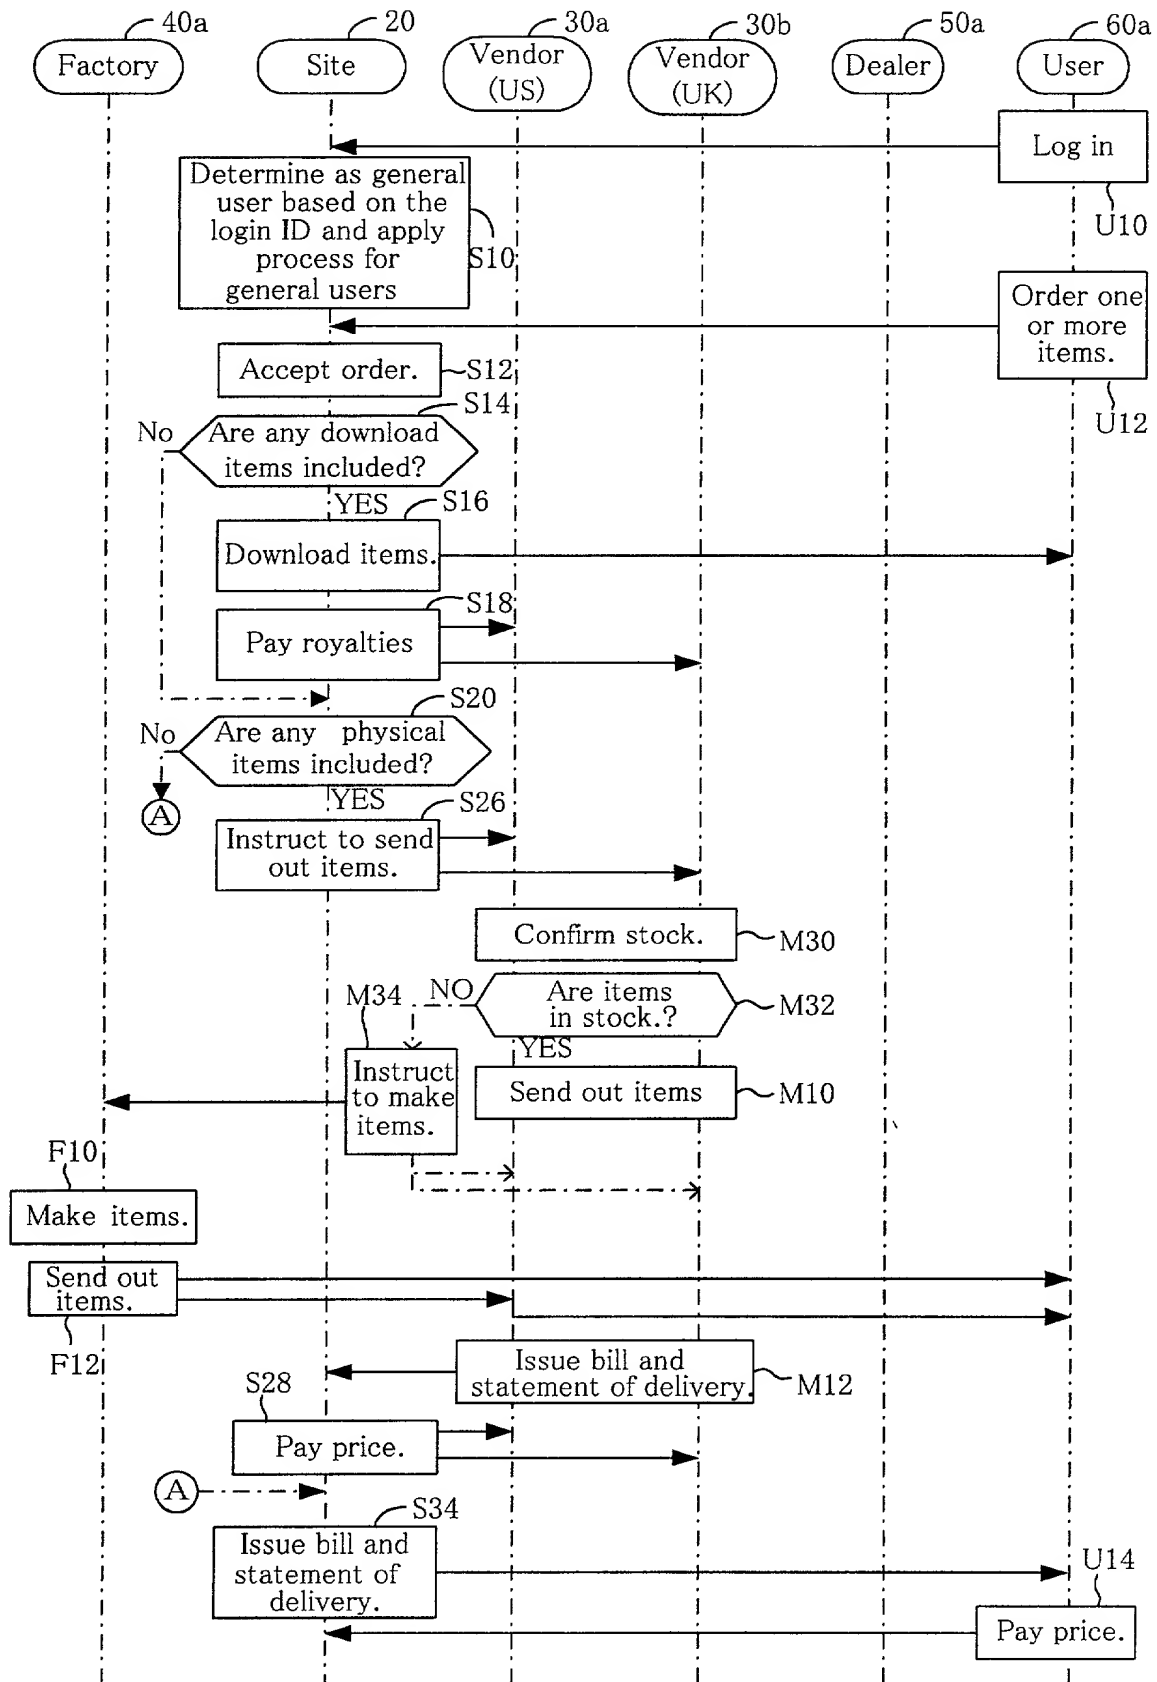 40a
20
30a
30b
50a
60a
Factory
Site
Vendor
(US)
Vendor
(UK)
Dealer
User
Log in
U10
Determine as general
user based on the
login ID and apply
process for
general users
S10
Order one
or more
items.
U12
Accept order.
S12
S14
No
Are any download
items included?
YES
S16
Download items.
S18
Pay royalties
S20
No
Are any physical
items included?
A
YES
S26
Instruct to send
out items.
Confirm stock.
M30
M34
NO
Are items
in stock.?
M32
YES
Instruct
to make
items.
Send out items
M10
F10
Make items.
Send out
items.
F12
Issue bill and
statement of delivery.
M12
S28
Pay price.
A
S34
Issue bill and
statement of
delivery.
U14
Pay price.